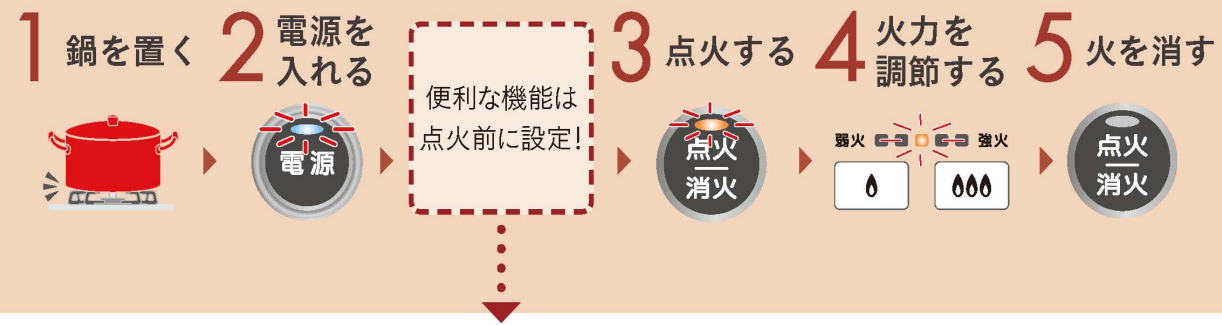 1 鍋を置く
2 電源を
入れる
電源
便利な機能は
点火前に設定!
3 点火する
点火
消火
4 火力を
調節する
弱火 強火
5 火を消す
点火
消火